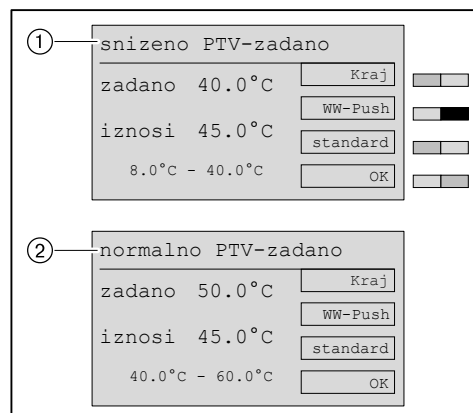 1
snizeno PTV-zadano
zadano 40.0°C
Kraj
WW-Push
iznosi 45.0°C
standard
8.0°C - 40.0°C
OK
2
normalno PTV-zadano
zadano 50.0°C
Kraj
WW-Push
iznosi 45.0°C
standard
40.0°C - 60.0°C
OK